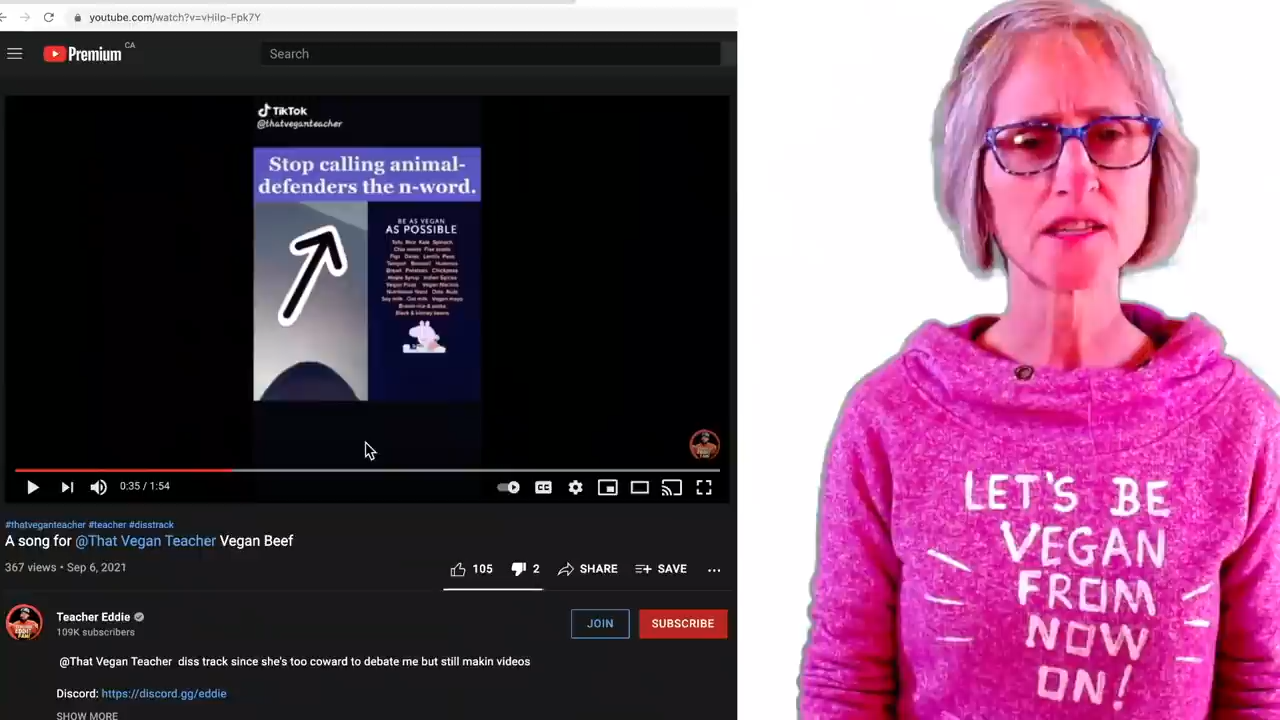 youtube.com/watch?v=vHiIp-Fpk7Y
Premium CA
Search
TikTok
@thatveganteacher
Stop calling animal-
defenders the n-word.
BE AS VEGAN
AS POSSIBLE
0:35 / 1:54
CC
#thatveganteacher #teacher #disstrack
A song for @That Vegan Teacher Vegan Beef
367 views • Sep 6, 2021
105
2
SHARE
SAVE
Teacher Eddie
109K subscribers
JOIN
SUBSCRIBE
@That Vegan Teacher diss track since she's too coward to debate me but still makin videos
Discord: https://discord.gg/eddie
SHOW MORE
LET'S BE
VEGAN
FROM
NOW
ON!